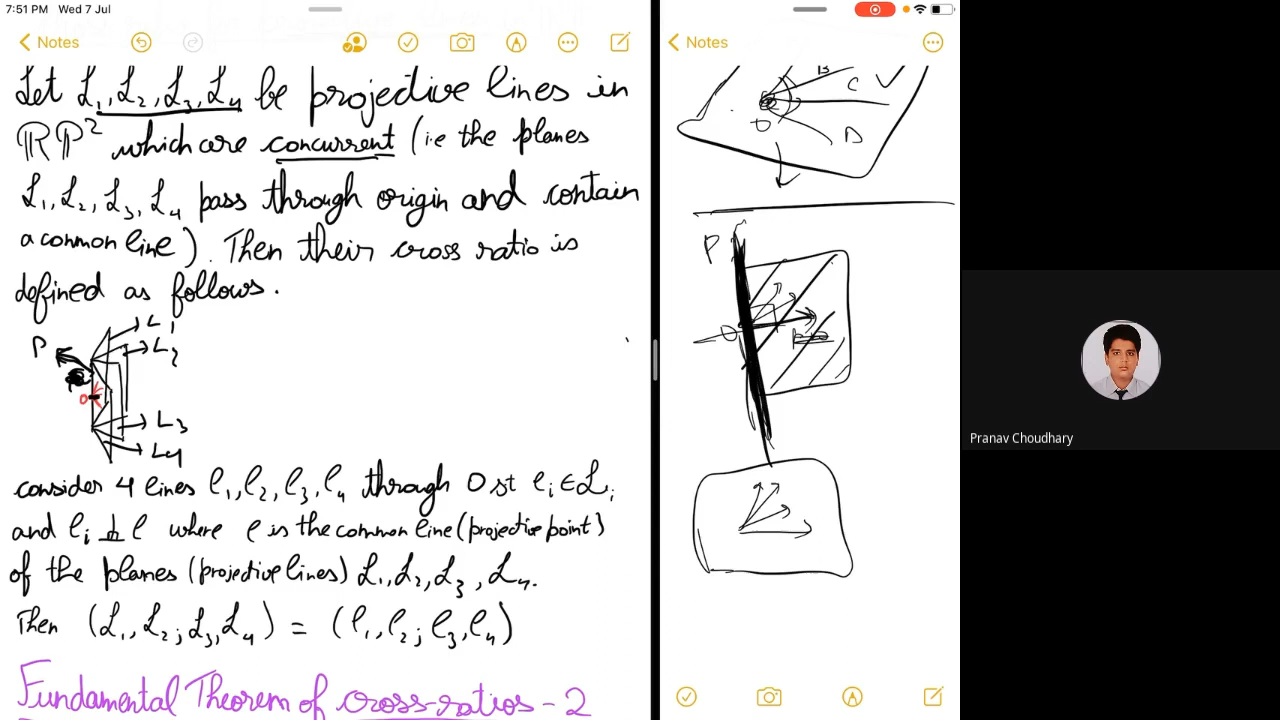 7:51 PM Wed 7 Jul
Notes
Let L1, L2, L3, L4 be projective lines in
ℝP² which are concurrent (i.e the planes
L1, L2, L3, L4 pass through origin and contain
a common line). Then their cross ratio is
defined as follows.
P
L1
L2
O
L3
L4
consider 4 lines l1, l2, l3, l4 through O st li ∈ Li
and li ⊥ l where l is the common line (projective point)
of the planes (projective lines) L1, L2, L3, L4.
Then (L1, L2; L3, L4) = (l1, l2; l3, l4)
Fundamental Theorem of cross-ratios - 2
Notes
B
C
O
D
P
O
Pranav Choudhary